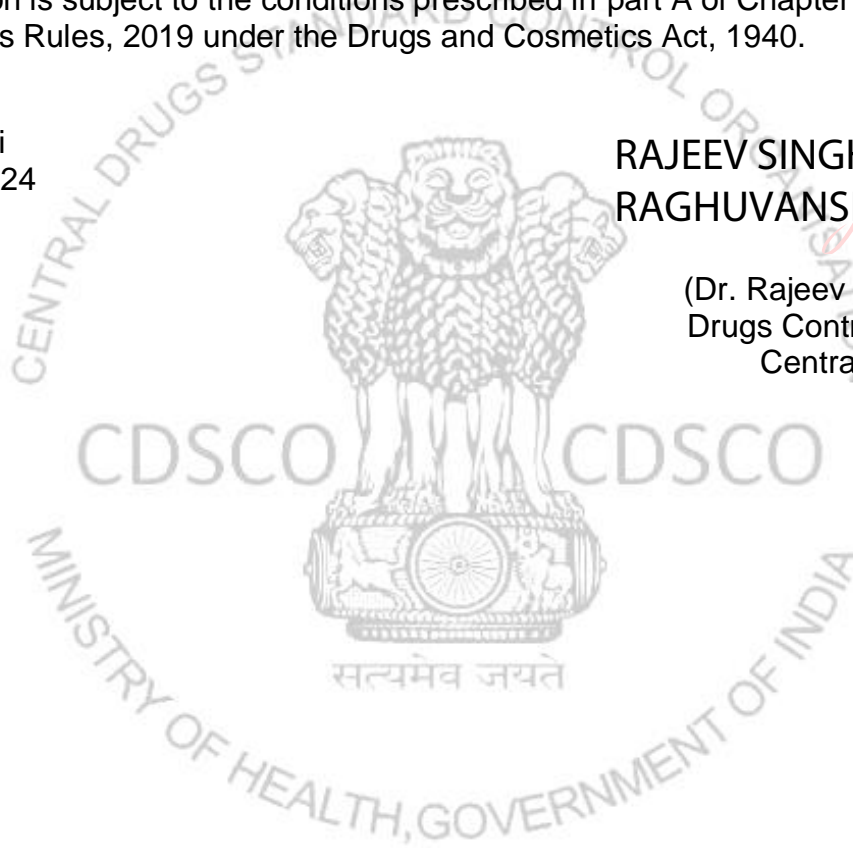 on is subject to the conditions prescribed in part A of Chapter
s Rules, 2019 under the Drugs and Cosmetics Act, 1940.
i
24
RAJEEV SINGH
RAGHUVANS
(Dr. Rajeev
Drugs Contr
Centra
CENTRAL DRUGS STANDARD CONTROL ORGANISATION
CDSCO CDSCO
सत्यमेव जयते
MINISTRY OF HEALTH, GOVERNMENT OF INDIA